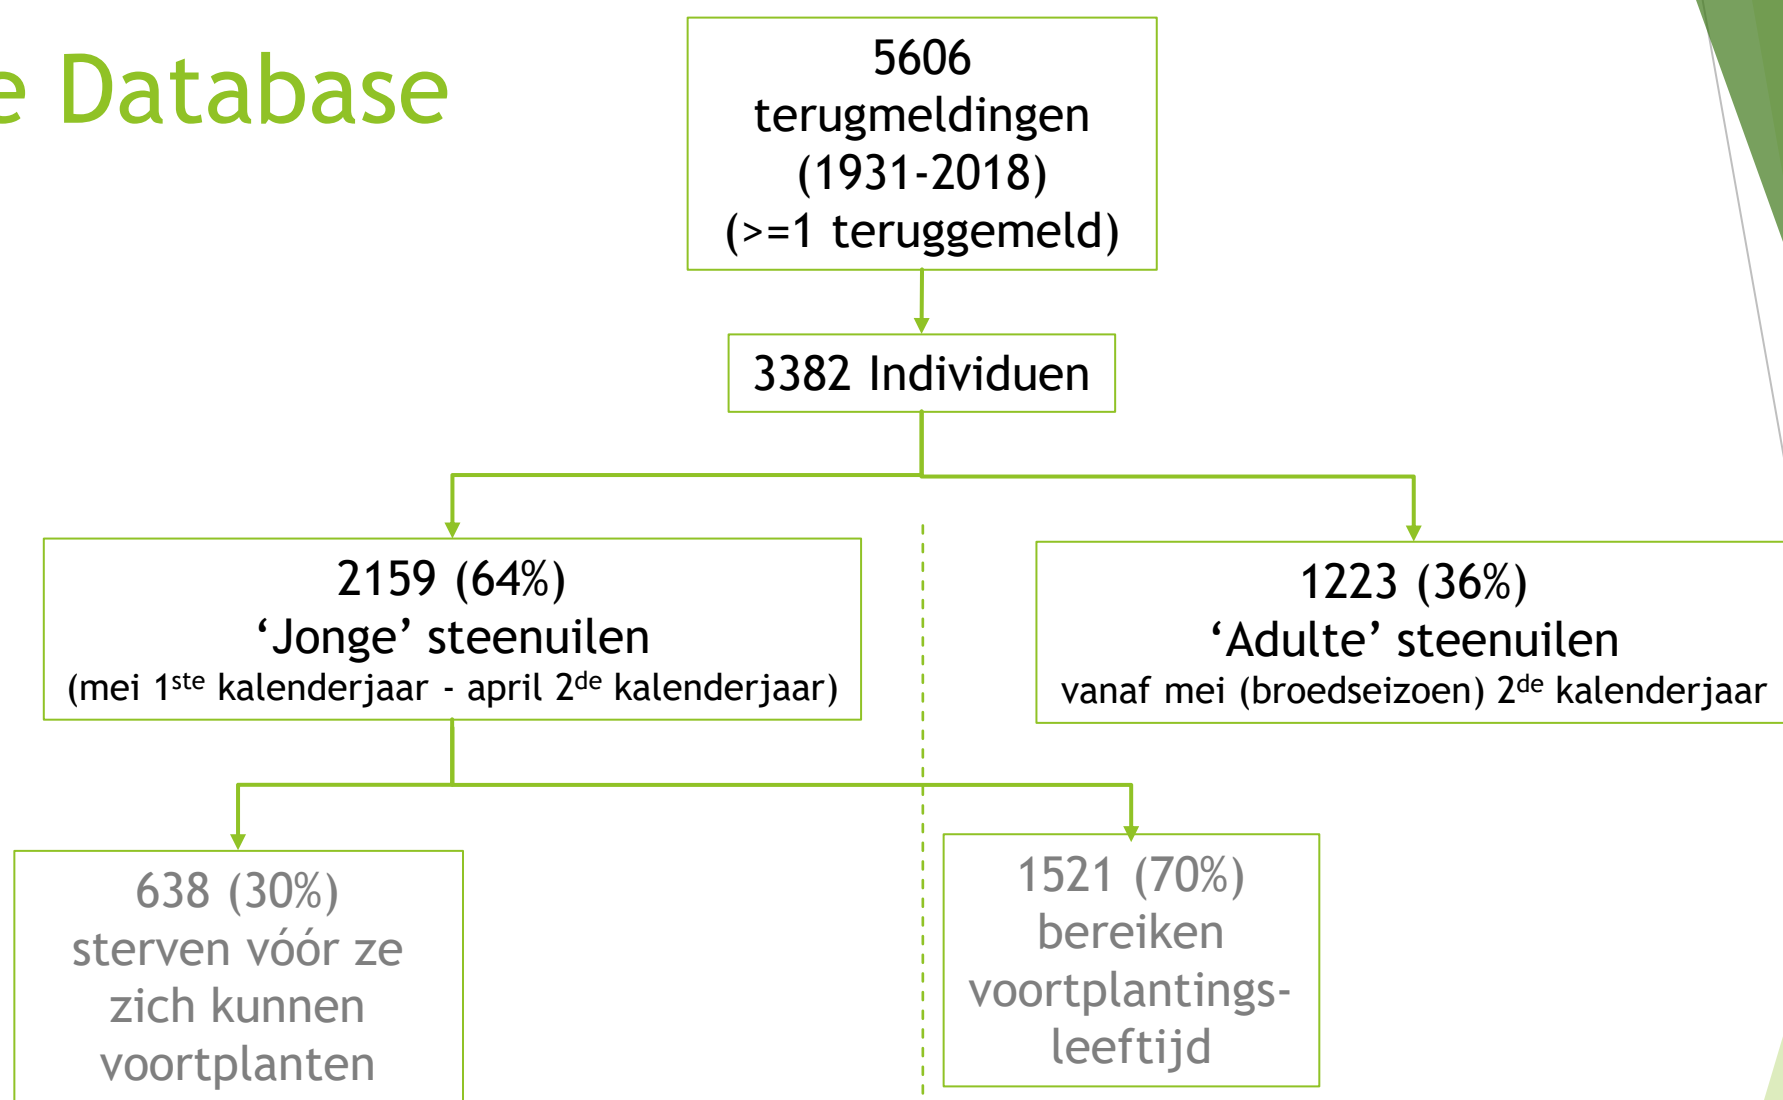 e Database
5606
terugmeldingen
(1931-2018)
(>=1 teruggemeld)
3382 Individuen
2159 (64%)
‘Jonge’ steenuilen
(mei 1ste kalenderjaar - april 2de kalenderjaar)
1223 (36%)
‘Adulte’ steenuilen
vanaf mei (broedseizoen) 2de kalenderjaar
638 (30%)
sterven vóór ze
zich kunnen
voortplanten
1521 (70%)
bereiken
voortplantings-
leeftijd